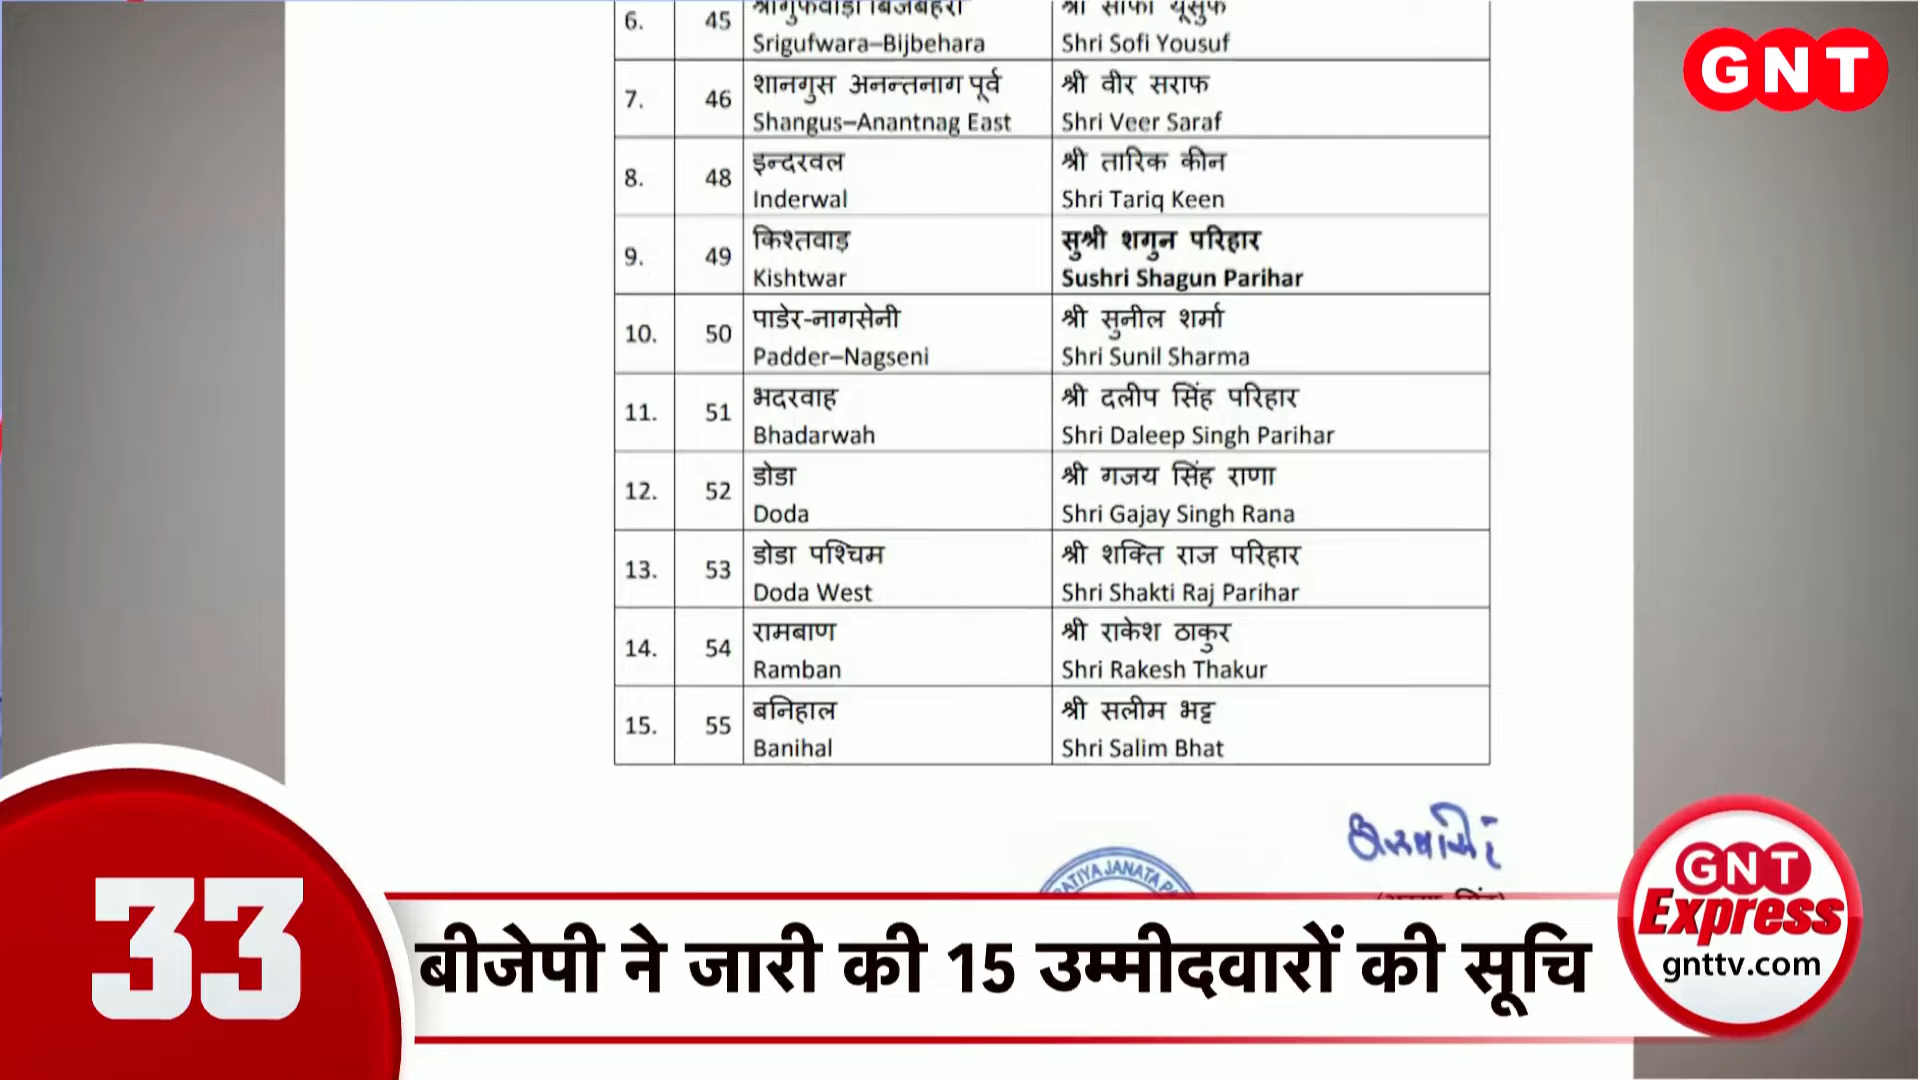 6. 45 श्रीगुफवाड़ा बिजबेहरा श्री सोफी यूसुफ
Srigufwara–Bijbehara Shri Sofi Yousuf
7. 46 शानगुस अनन्तनाग पूर्व श्री वीर सराफ
Shangus–Anantnag East Shri Veer Saraf
8. 48 इन्दरवल श्री तारिक कीन
Inderwal Shri Tariq Keen
9. 49 किश्तवाड़ सुश्री शगुन परिहार
Kishtwar Sushri Shagun Parihar
10. 50 पाडेर-नागसेनी श्री सुनील शर्मा
Padder–Nagseni Shri Sunil Sharma
11. 51 भदरवाह श्री दलीप सिंह परिहार
Bhadarwah Shri Daleep Singh Parihar
12. 52 डोडा श्री गजय सिंह राणा
Doda Shri Gajay Singh Rana
13. 53 डोडा पश्चिम श्री शक्ति राज परिहार
Doda West Shri Shakti Raj Parihar
14. 54 रामबाण श्री राकेश ठाकुर
Ramban Shri Rakesh Thakur
15. 55 बनिहाल श्री सलीम भट्ट
Banihal Shri Salim Bhat
JANATA
33
बीजेपी ने जारी की 15 उम्मीदवारों की सूचि
GNT
GNT
Express
gnttv.com